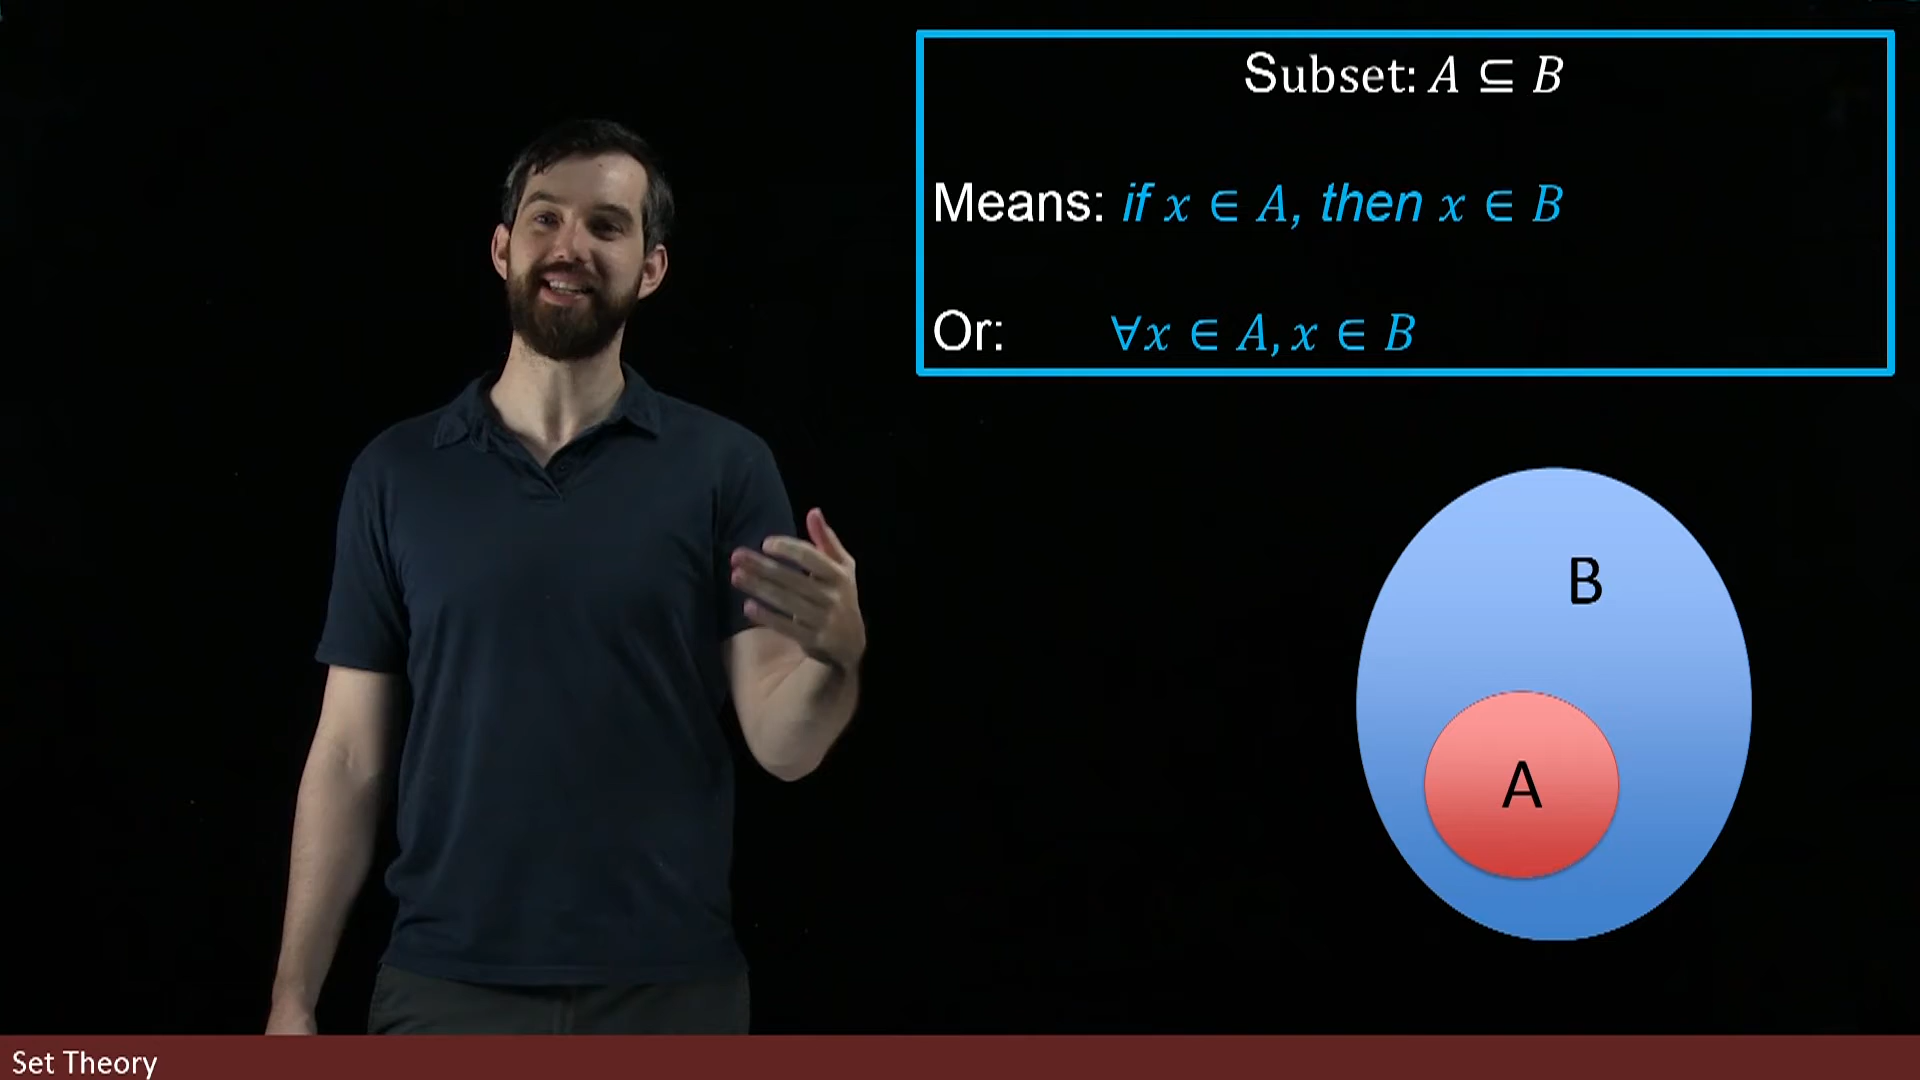 Subset: A ⊆ B
Means: if x ∈ A, then x ∈ B
Or: ∀x ∈ A, x ∈ B
B
A
Set Theory